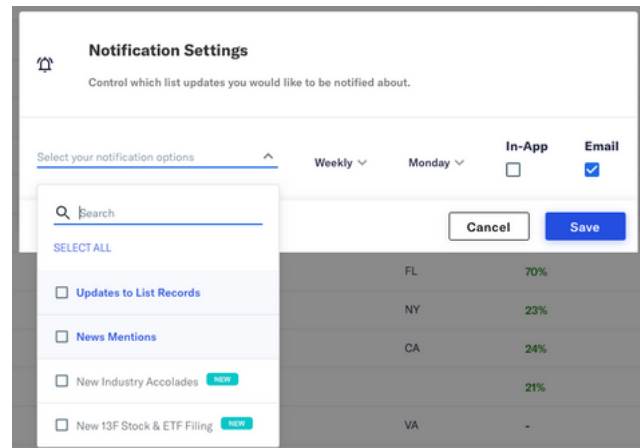 Notification Settings
Control which list updates you would like to be notified about.
In-App Email
Select your notification options Weekly Monday
Cancel Save
Search
SELECT ALL
Updates to List Records
News Mentions
New Industry Accolades NEW
New 13F Stock & ETF Filing NEW
FL 70%
NY 23%
CA 24%
21%
VA -